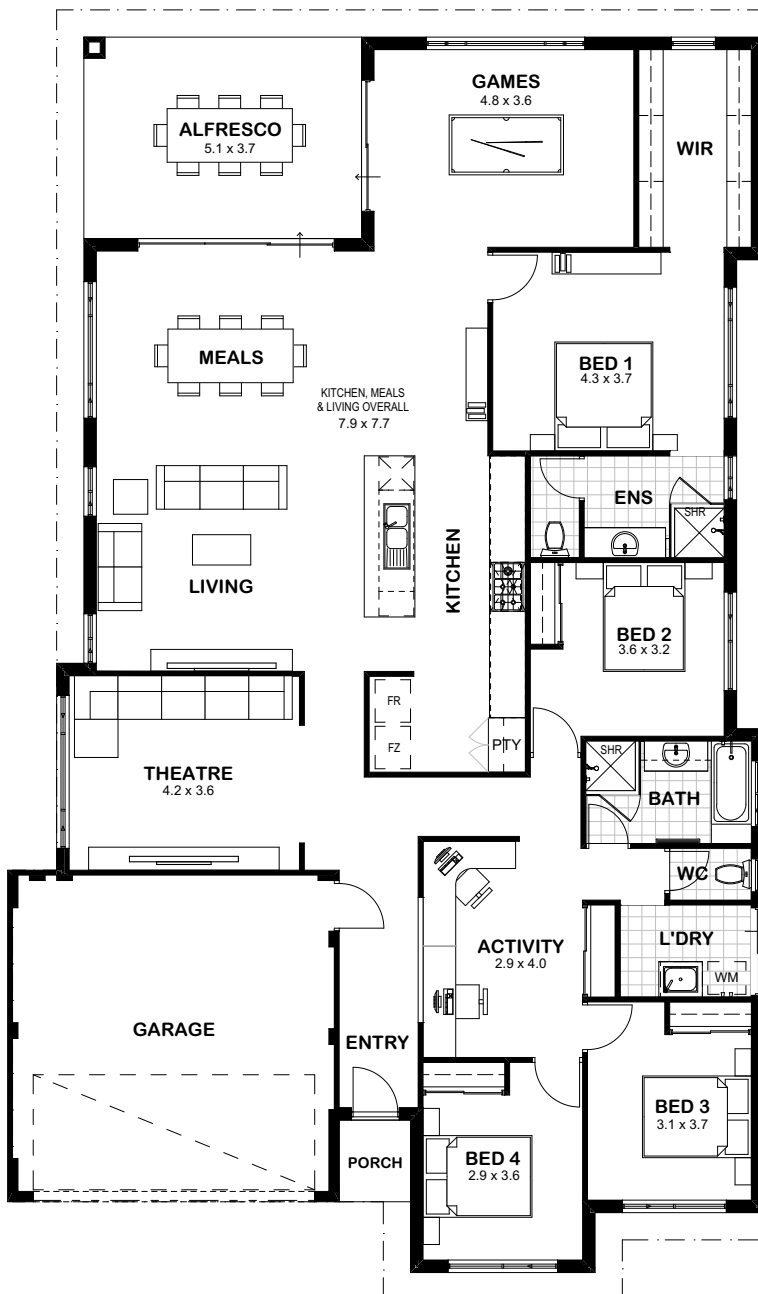 GAMES
4.8 x 3.6
ALFRESCO
5.1 x 3.7
WIR
MEALS
BED 1
4.3 x 3.7
KITCHEN, MEALS
& LIVING OVERALL
7.9 x 7.7
ENS
SHR
KITCHEN
LIVING
BED 2
3.6 x 3.2
FR
FZ
PTY
SHR
THEATRE
4.2 x 3.6
BATH
WC
ACTIVITY
2.9 x 4.0
L'DRY
WM
GARAGE
ENTRY
BED 3
3.1 x 3.7
PORCH
BED 4
2.9 x 3.6